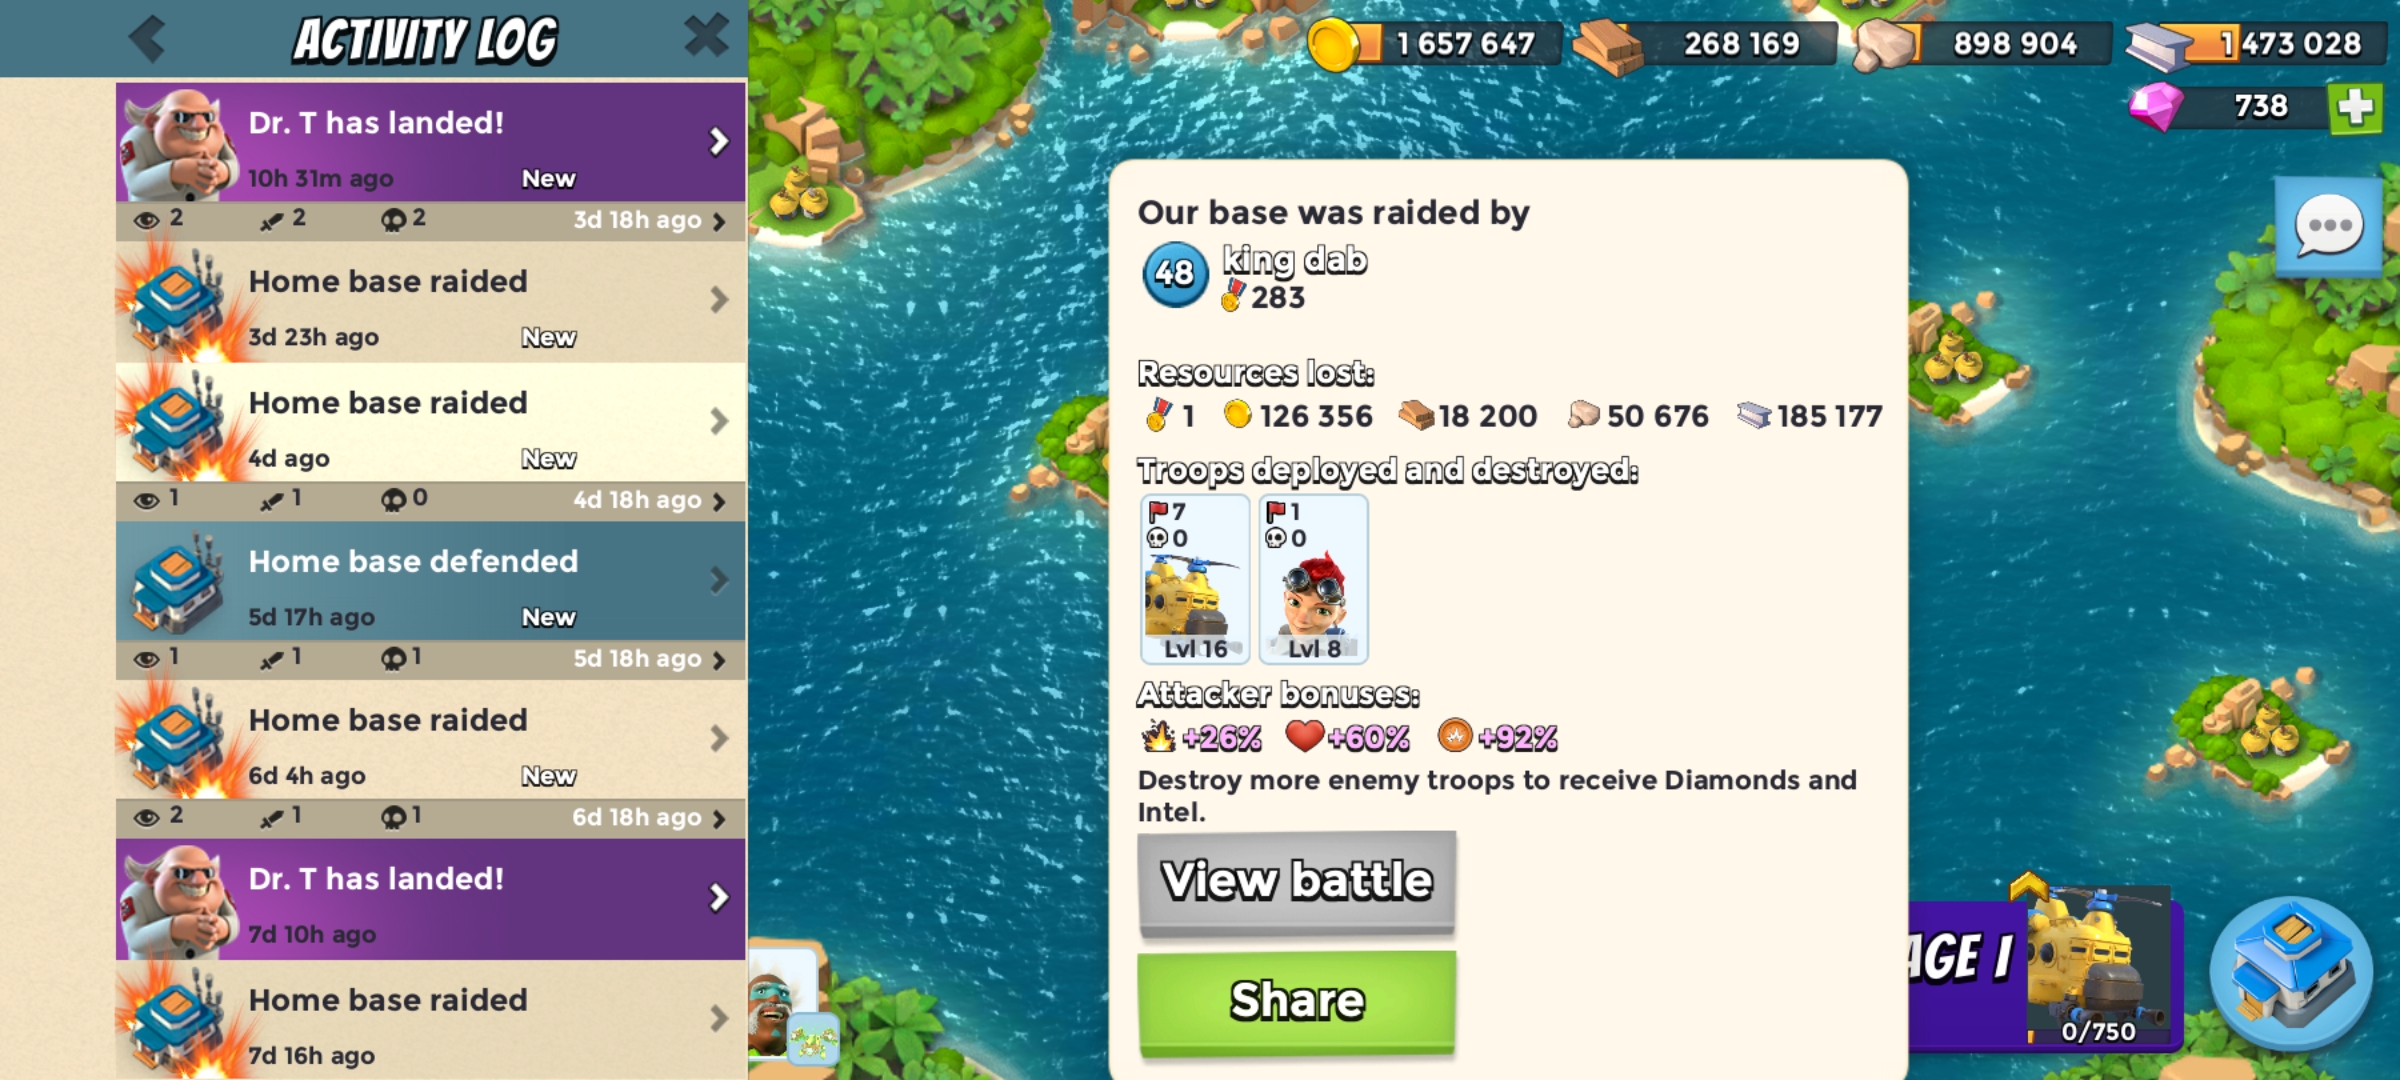 ACTIVITY LOG
Dr. T has landed!
10h 31m ago New
2 2 2 3d 18h ago
Home base raided
3d 23h ago New
Home base raided
4d ago New
1 1 0 4d 18h ago
Home base defended
5d 17h ago New
1 1 1 5d 18h ago
Home base raided
6d 4h ago New
2 1 1 6d 18h ago
Dr. T has landed!
7d 10h ago
Home base raided
7d 16h ago
1 657 647 268 169 898 904 1 473 028
738
Our base was raided by
48 king dab
283
Resources lost:
1 126 356 18 200 50 676 185 177
Troops deployed and destroyed:
7 1
0 0
Lvl 16 Lvl 8
Attacker bonuses:
+26% +60% +92%
Destroy more enemy troops to receive Diamonds and
Intel.
View battle
Share
AGE I
0/750